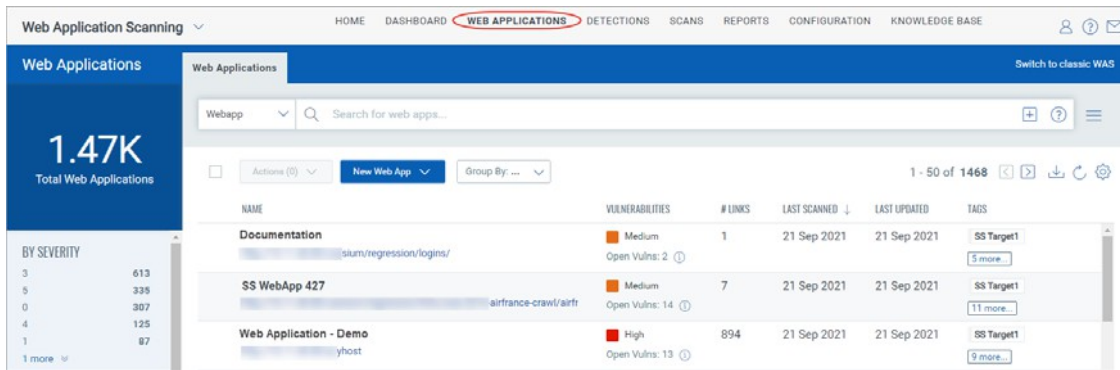 Web Application Scanning
HOME DASHBOARD WEB APPLICATIONS DETECTIONS SCANS REPORTS CONFIGURATION KNOWLEDGE BASE
Web Applications
Web Applications
Switch to classic WAS
Webapp
Search for web apps...
1.47K
Total Web Applications
Actions (0)
New Web App
Group By: ...
1 - 50 of 1468
NAME VULNERABILITIES # LINKS LAST SCANNED LAST UPDATED TAGS
BY SEVERITY
3 613
5 335
0 307
4 125
1 87
1 more
Documentation Medium 1 21 Sep 2021 21 Sep 2021 SS Target1
sium/regression/logins/ Open Vulns: 2 5 more...
SS WebApp 427 Medium 7 21 Sep 2021 21 Sep 2021 SS Target1
airfrance-crawl/airfr Open Vulns: 14 11 more...
Web Application - Demo High 894 21 Sep 2021 21 Sep 2021 SS Target1
yhost Open Vulns: 13 9 more...